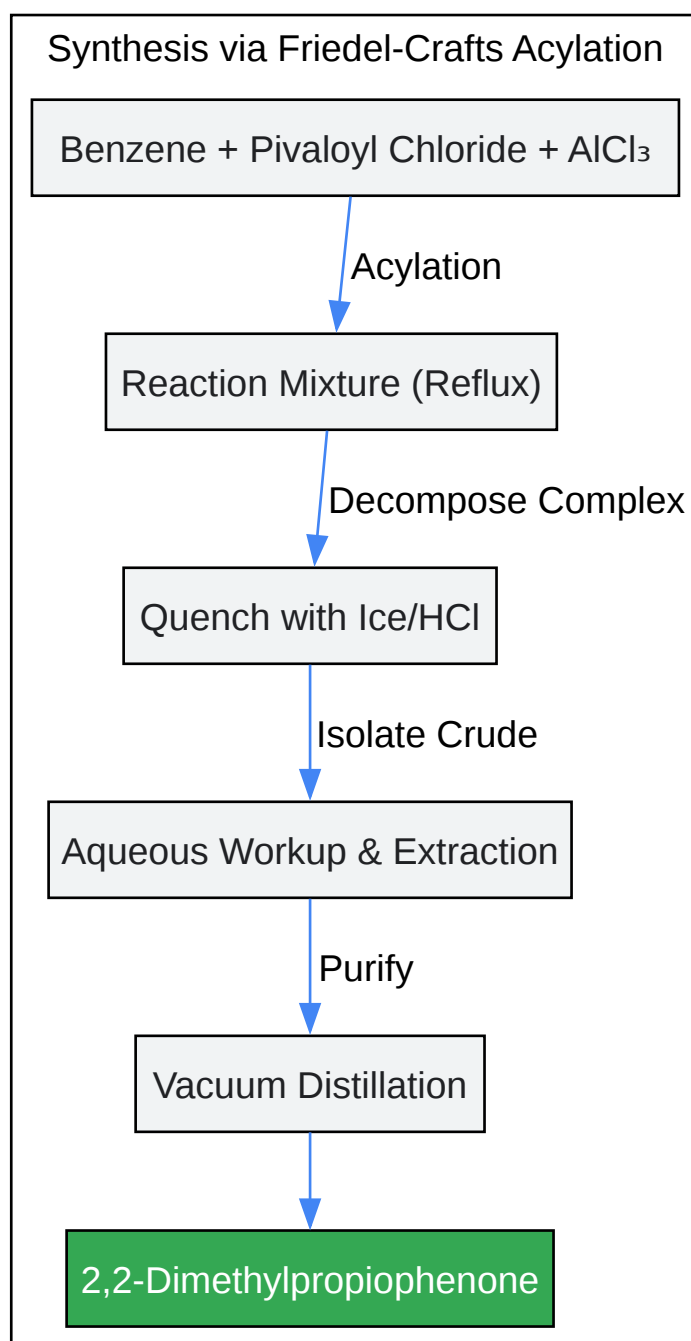 Synthesis via Friedel-Crafts Acylation
Benzene + Pivaloyl Chloride + AlCl₃
Acylation
Reaction Mixture (Reflux)
Decompose Complex
Quench with Ice/HCl
Isolate Crude
Aqueous Workup & Extraction
Purify
Vacuum Distillation
2,2-Dimethylpropiophenone